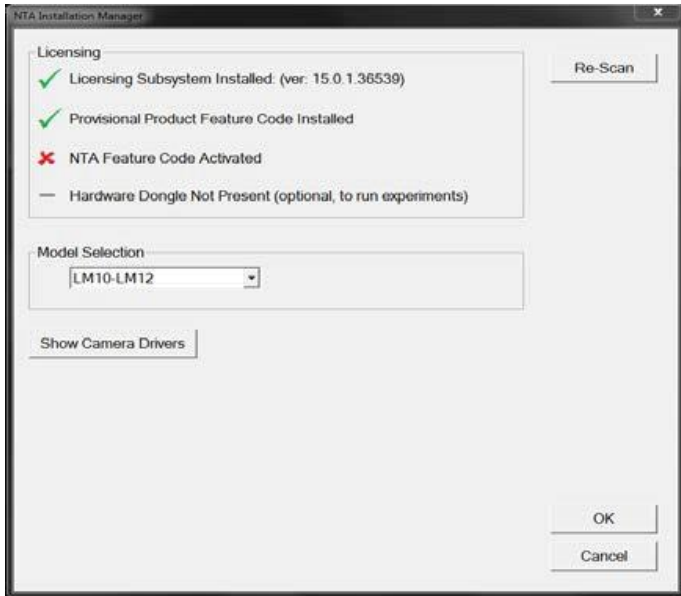 NTA Installation Manager
Licensing
Licensing Subsystem Installed: (ver: 15.0.1.36539)
Re-Scan
Provisional Product Feature Code Installed
NTA Feature Code Activated
Hardware Dongle Not Present (optional, to run experiments)
Model Selection
LM10-LM12
Show Camera Drivers
OK
Cancel